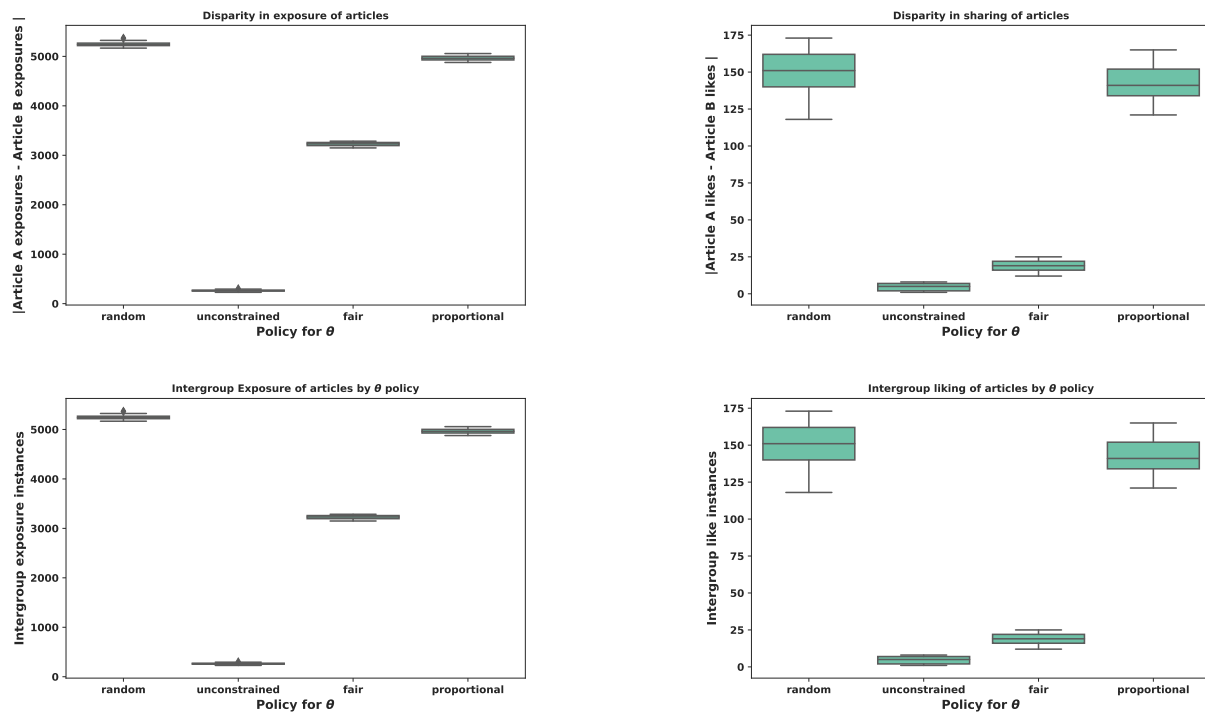 Disparity in exposure of articles
|Article A exposures - Article B exposures |
5000
4000
3000
2000
1000
0
random unconstrained fair proportional
Policy for θ
Disparity in sharing of articles
|Article A likes - Article B likes |
175
150
125
100
75
50
25
0
random unconstrained fair proportional
Policy for θ
Intergroup Exposure of articles by θ policy
Intergroup exposure instances
5000
4000
3000
2000
1000
0
random unconstrained fair proportional
Policy for θ
Intergroup liking of articles by θ policy
Intergroup like instances
175
150
125
100
75
50
25
0
random unconstrained fair proportional
Policy for θ